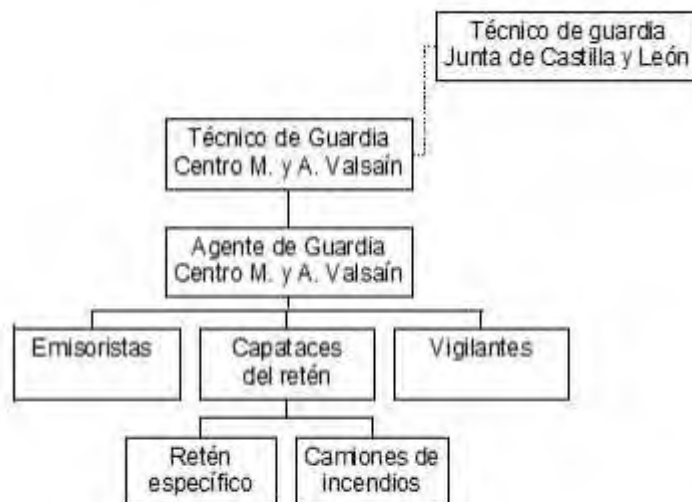 Técnico de guardia
Junta de Castilla y León
Técnico de Guardia
Centro M. y A. Valsaín
Agente de Guardia
Centro M. y A. Valsaín
Emisoristas
Capataces
del retén
Vigilantes
Retén
específico
Camiones de
incendios